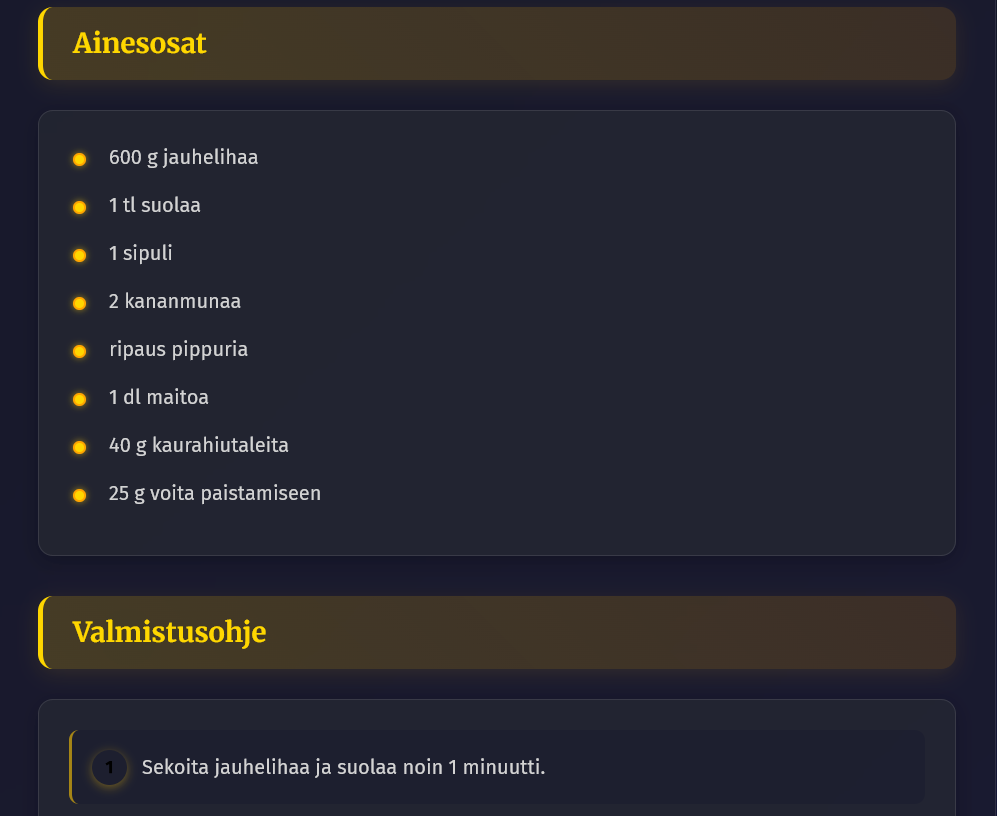 Ainesosat
600 g jauhelihaa
1 tl suolaa
1 sipuli
2 kananmunaa
ripaus pippuria
1 dl maitoa
40 g kaurahiutaleita
25 g voita paistamiseen
Valmistusohje
1 Sekoita jauhelihaa ja suolaa noin 1 minuutti.